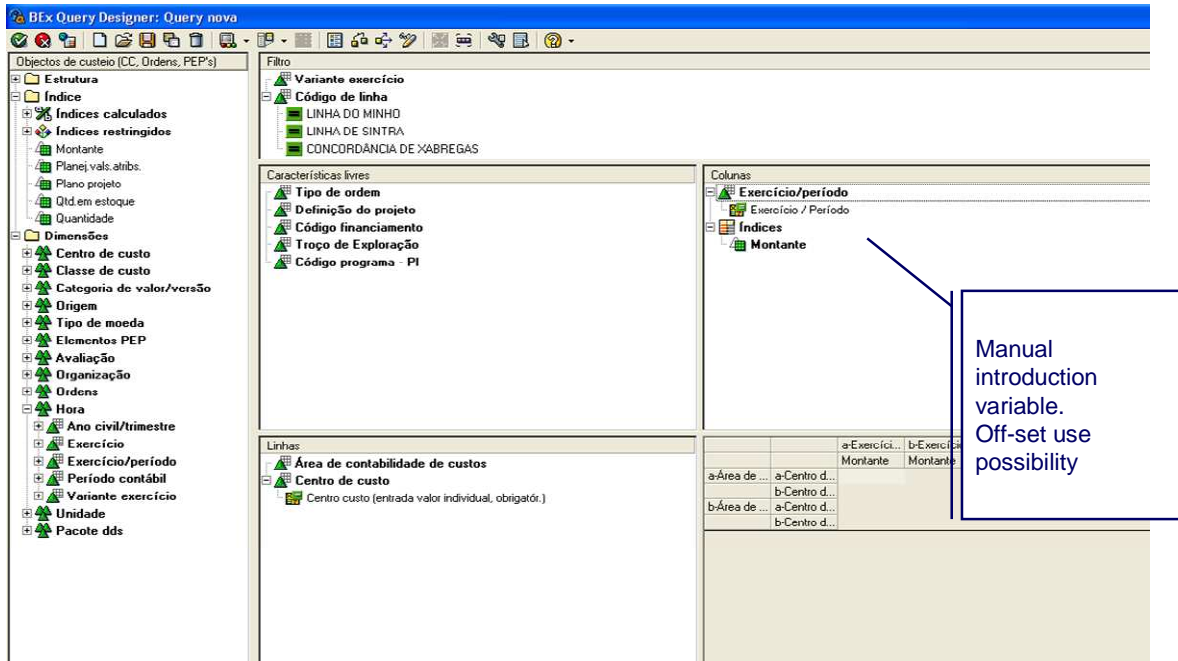 BEx Query Designer: Query nova
Objectos de custeio (CC, Ordens, PEP's)
Estrutura
Índice
Índices calculados
Índices restringidos
Montante
Planej.vals.atribs.
Plano projeto
Qtd.em estoque
Quantidade
Dimensões
Centro de custo
Classe de custo
Categoria de valor/versão
Origem
Tipo de moeda
Elementos PEP
Avaliação
Organização
Ordens
Hora
Ano civil/trimestre
Exercício
Exercício/período
Período contábil
Variante exercício
Unidade
Pacote dds
Filtro
Variante exercício
Código de linha
LINHA DO MINHO
LINHA DE SINTRA
CONCORDÂNCIA DE XABREGAS
Características livres
Tipo de ordem
Definição do projeto
Código financiamento
Troço de Exploração
Código programa - PI
Colunas
Exercício/período
Exercício / Período
Índices
Montante
Manual
introduction
variable.
Off-set use
possibility
Linhas
Área de contabilidade de custos
Centro de custo
Centro custo (entrada valor individual, obrigatór.)
a-Exercíci... b-Exercíci
Montante Montante
a-Área de ... a-Centro d...
b-Centro d...
b-Área de ... a-Centro d...
b-Centro d...